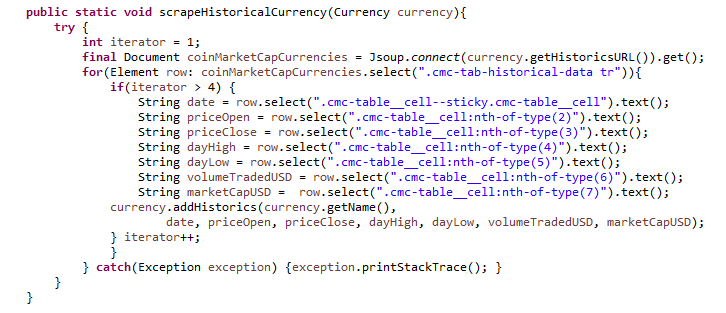 public static void scrapeHistoricalCurrency(Currency currency){
try {
int iterator = 1;
final Document coinMarketCapCurrencies = Jsoup.connect(currency.getHistoricsURL()).get();
for(Element row: coinMarketCapCurrencies.select(".cmc-tab-historical-data tr")){
if(iterator > 4) {
String date = row.select(".cmc-table__cell--sticky.cmc-table__cell").text();
String priceOpen = row.select(".cmc-table__cell:nth-of-type(2)").text();
String priceClose = row.select(".cmc-table__cell:nth-of-type(3)").text();
String dayHigh = row.select(".cmc-table__cell:nth-of-type(4)").text();
String dayLow = row.select(".cmc-table__cell:nth-of-type(5)").text();
String volumeTradedUSD = row.select(".cmc-table__cell:nth-of-type(6)").text();
String marketCapUSD =  row.select(".cmc-table__cell:nth-of-type(7)").text();
currency.addHistorics(currency.getName(),
date, priceOpen, priceClose, dayHigh, dayLow, volumeTradedUSD, marketCapUSD);
} iterator++;
}
} catch(Exception exception) {exception.printStackTrace(); }
}
}